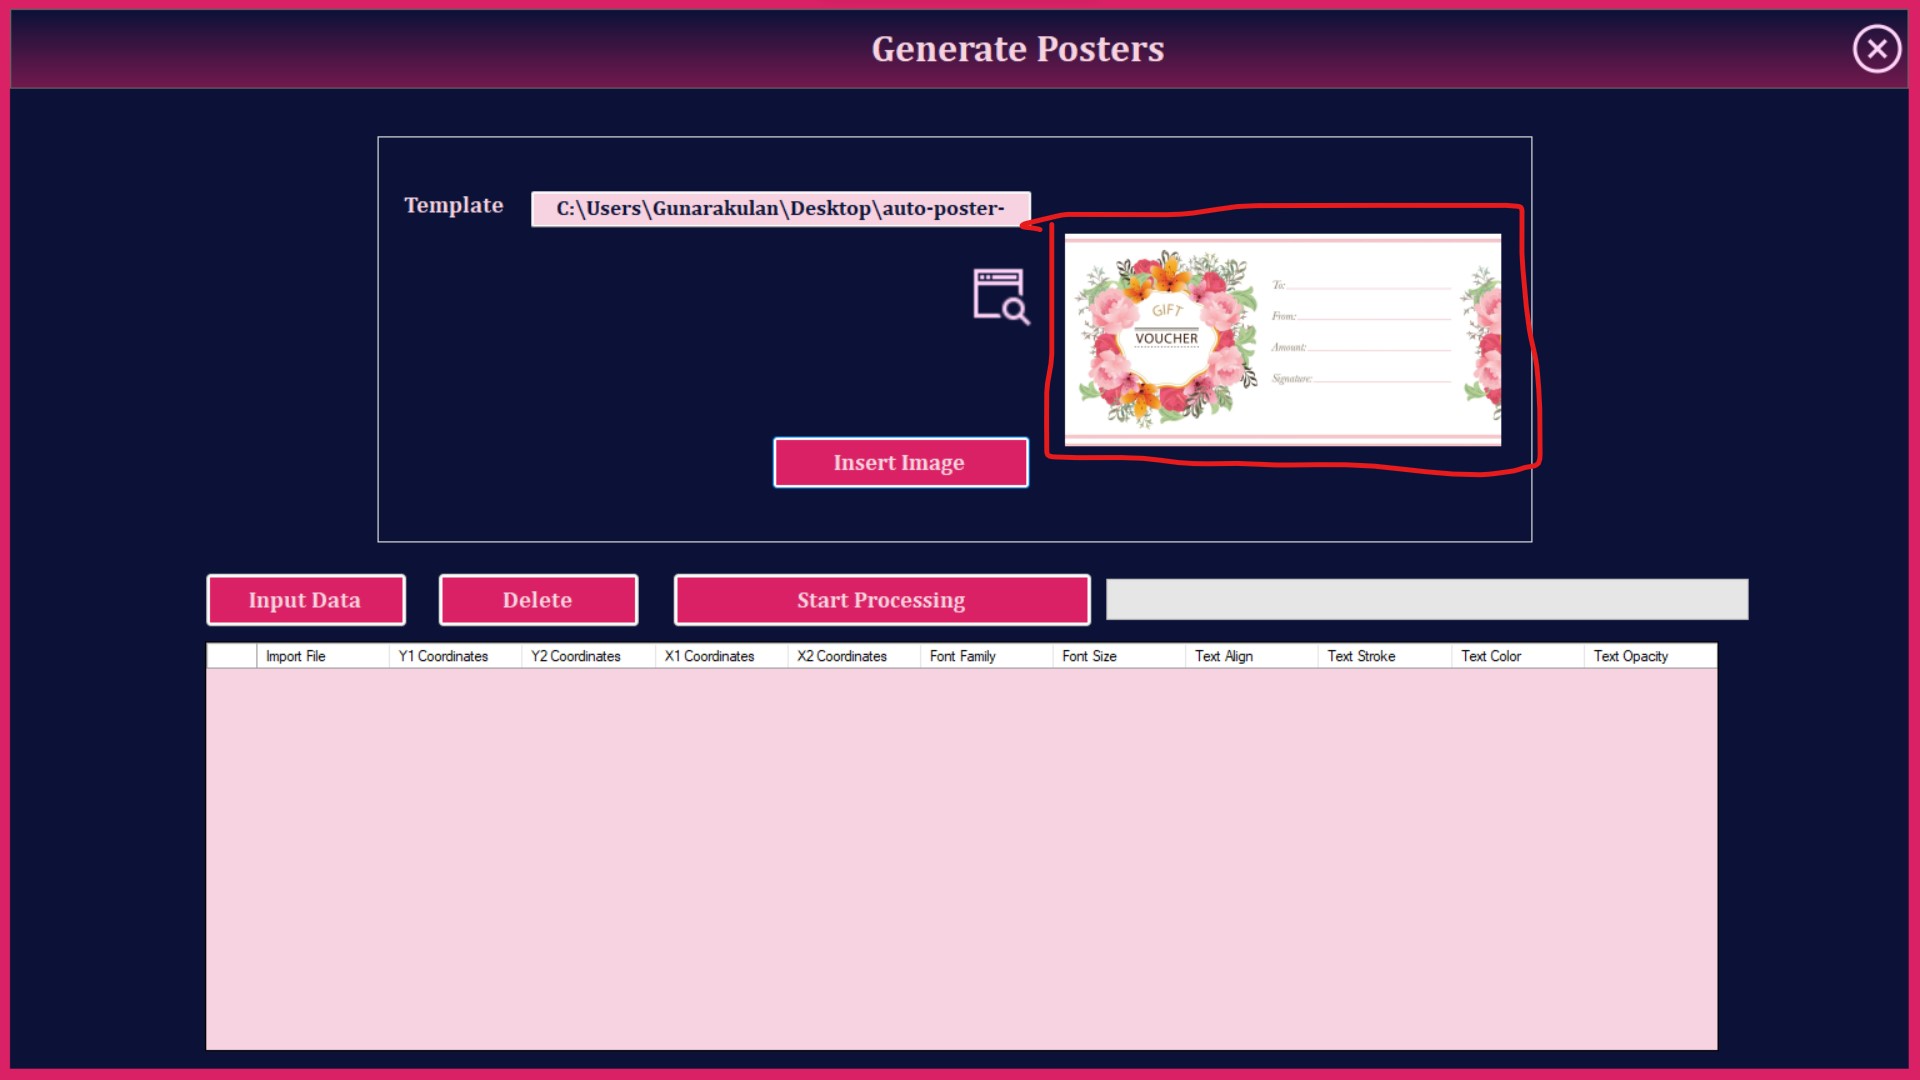 Generate Posters
Template
C:\Users\Gunarakulan\Desktop\auto-poster-
GIFT
VOUCHER
To:
From:
Amount:
Signature:
Insert Image
Input Data
Delete
Start Processing
Import File
Y1 Coordinates
Y2 Coordinates
X1 Coordinates
X2 Coordinates
Font Family
Font Size
Text Align
Text Stroke
Text Color
Text Opacity